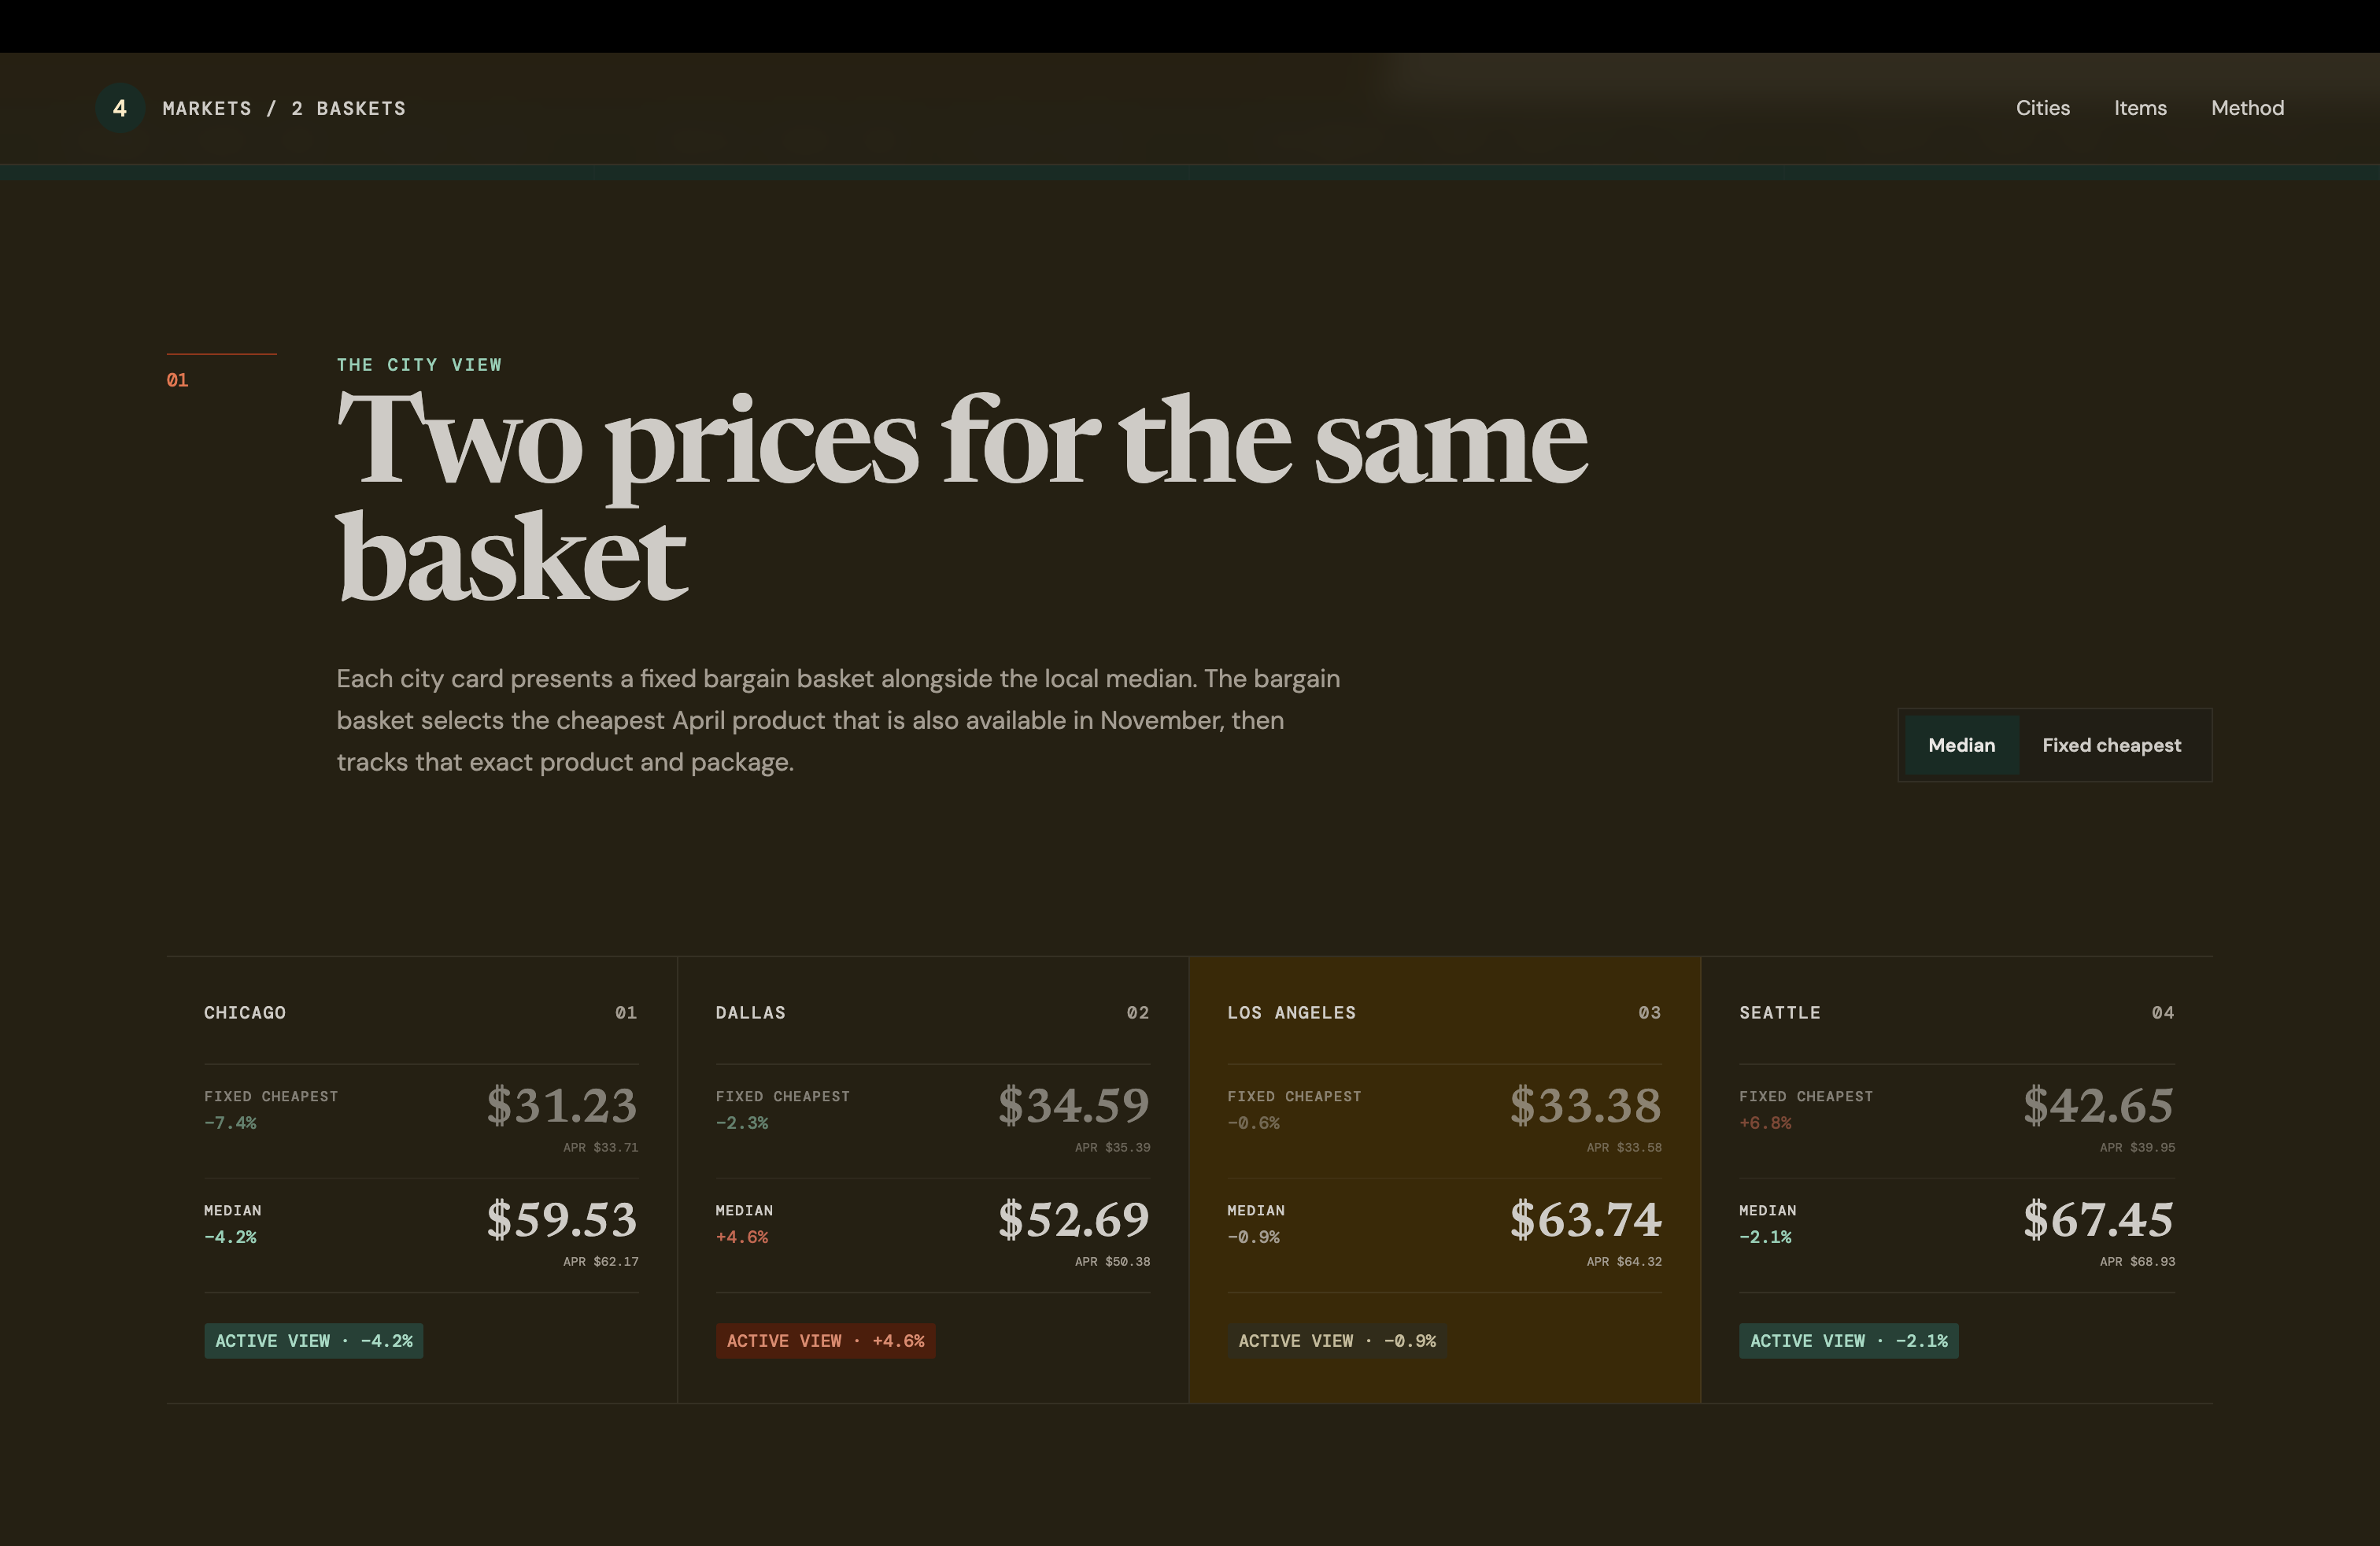 4 MARKETS / 2 BASKETS
Cities Items Method
01
THE CITY VIEW
Two prices for the same
basket
Each city card presents a fixed bargain basket alongside the local median. The bargain
basket selects the cheapest April product that is also available in November, then
tracks that exact product and package.
Median Fixed cheapest
CHICAGO 01
FIXED CHEAPEST $31.23
−7.4%
APR $33.71
MEDIAN $59.53
−4.2%
APR $62.17
ACTIVE VIEW · −4.2%
DALLAS 02
FIXED CHEAPEST $34.59
−2.3%
APR $35.39
MEDIAN $52.69
+4.6%
APR $50.38
ACTIVE VIEW · +4.6%
LOS ANGELES 03
FIXED CHEAPEST $33.38
−0.6%
APR $33.58
MEDIAN $63.74
−0.9%
APR $64.32
ACTIVE VIEW · −0.9%
SEATTLE 04
FIXED CHEAPEST $42.65
+6.8%
APR $39.95
MEDIAN $67.45
−2.1%
APR $68.93
ACTIVE VIEW · −2.1%